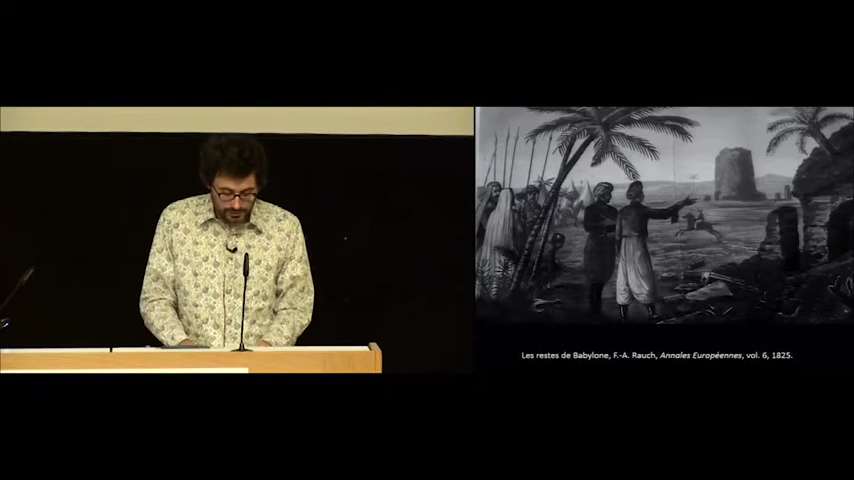 Les restes de Babylone, F.-A. Rauch, Annales Européennes, vol. 6, 1825.